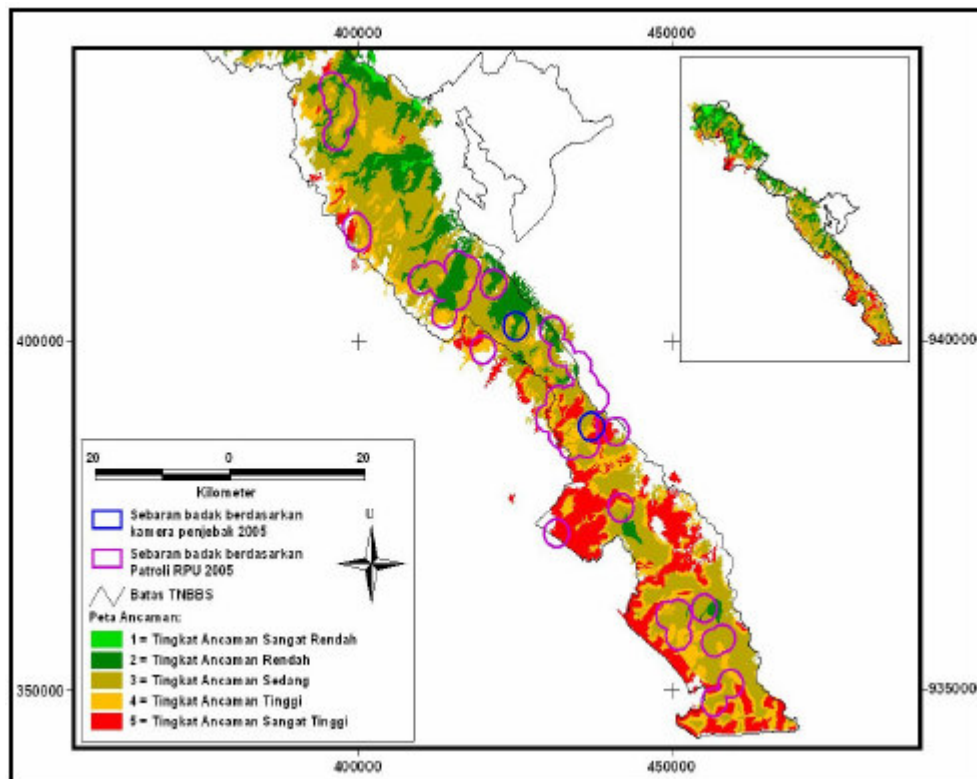 400000 450000
400000 940000
20 0 20
Kilometer
Sebaran badak berdasarkan
kamera penjebak 2005
U
Sebaran badak berdasarkan
Patroli RPU 2005
Batas TNBBS
Peta Ancaman:
1 = Tingkat Ancaman Sangat Rendah
2 = Tingkat Ancaman Rendah
3 = Tingkat Ancaman Sedang
4 = Tingkat Ancaman Tinggi
5 = Tingkat Ancaman Sangat Tinggi
350000 935000
400000 450000